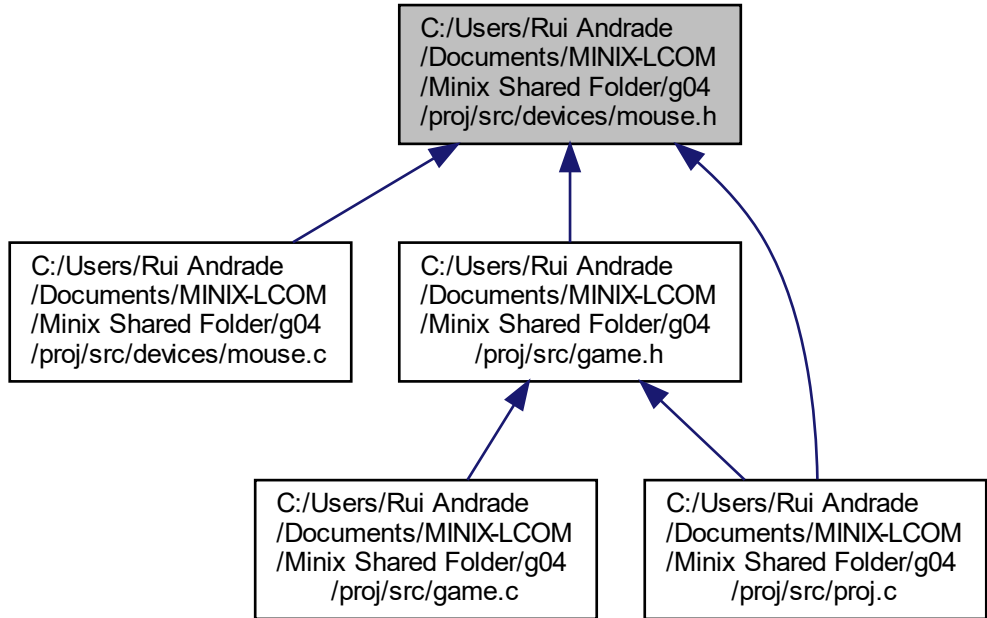 C:/Users/Rui Andrade
/Documents/MINIX-LCOM
/Minix Shared Folder/g04
/proj/src/devices/mouse.h
C:/Users/Rui Andrade
/Documents/MINIX-LCOM
/Minix Shared Folder/g04
/proj/src/devices/mouse.c
C:/Users/Rui Andrade
/Documents/MINIX-LCOM
/Minix Shared Folder/g04
/proj/src/game.h
C:/Users/Rui Andrade
/Documents/MINIX-LCOM
/Minix Shared Folder/g04
/proj/src/game.c
C:/Users/Rui Andrade
/Documents/MINIX-LCOM
/Minix Shared Folder/g04
/proj/src/proj.c